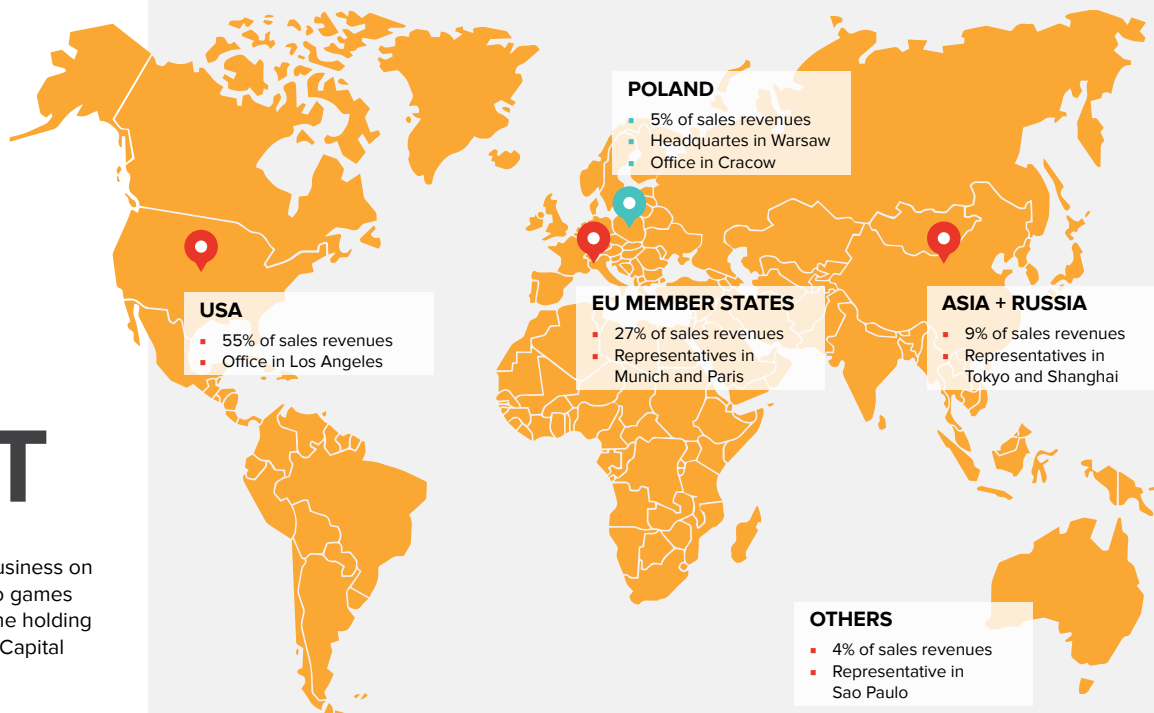 POLAND
5% of sales revenues
Headquartes in Warsaw
Office in Cracow
USA
55% of sales revenues
Office in Los Angeles
EU MEMBER STATES
27% of sales revenues
Representatives in
Munich and Paris
ASIA + RUSSIA
9% of sales revenues
Representatives in
Tokyo and Shanghai
T
usiness on
games
holding
Capital
OTHERS
4% of sales revenues
Representative in
Sao Paulo